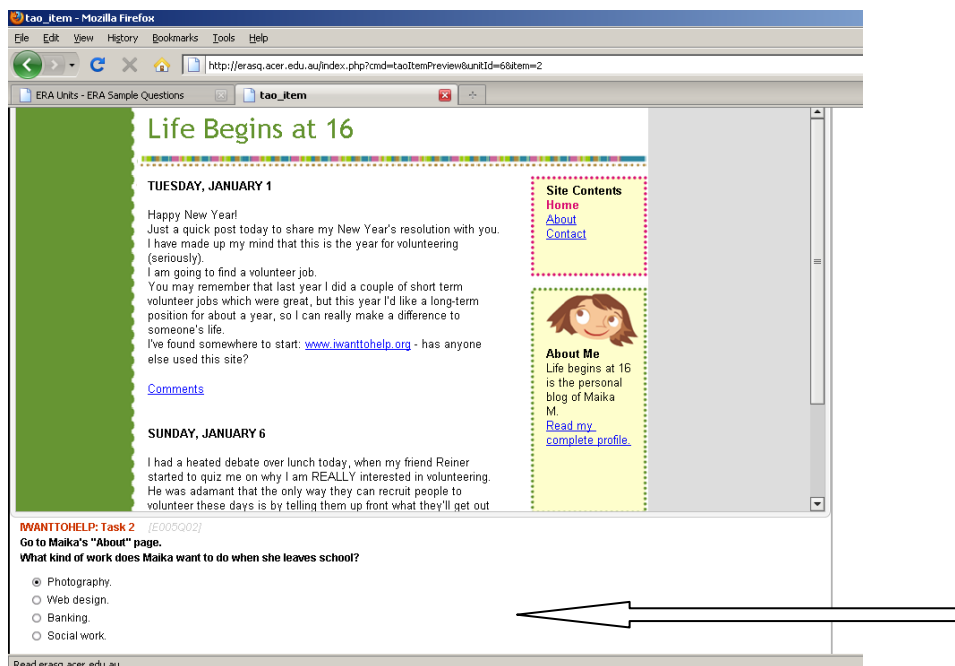 tao_item - Mozilla Firefox
File Edit View History Bookmarks Tools Help
http://erasq.acer.edu.au/index.php?cmd=taoItemPreview&unitId=6&item=2
ERA Units - ERA Sample Questions
tao_item
Life Begins at 16
TUESDAY, JANUARY 1
Happy New Year!
Just a quick post today to share my New Year's resolution with you.
I have made up my mind that this is the year for volunteering
(seriously).
I am going to find a volunteer job.
You may remember that last year I did a couple of short term
volunteer jobs which were great, but this year I'd like a long-term
position for about a year, so I can really make a difference to
someone's life.
I've found somewhere to start: www.iwanttohelp.org - has anyone
else used this site?
Comments
SUNDAY, JANUARY 6
I had a heated debate over lunch today, when my friend Reiner
started to quiz me on why I am REALLY interested in volunteering.
He was adamant that the only way they can recruit people to
volunteer these days is by telling them up front what they'll get out
Site Contents
Home
About
Contact
About Me
Life begins at 16
is the personal
blog of Maika
M.
Read my
complete profile.
IWANTTOHELP: Task 2 [E005Q02]
Go to Maika's "About" page.
What kind of work does Maika want to do when she leaves school?
Photography.
Web design.
Banking.
Social work.
Read erasq.acer.edu.au